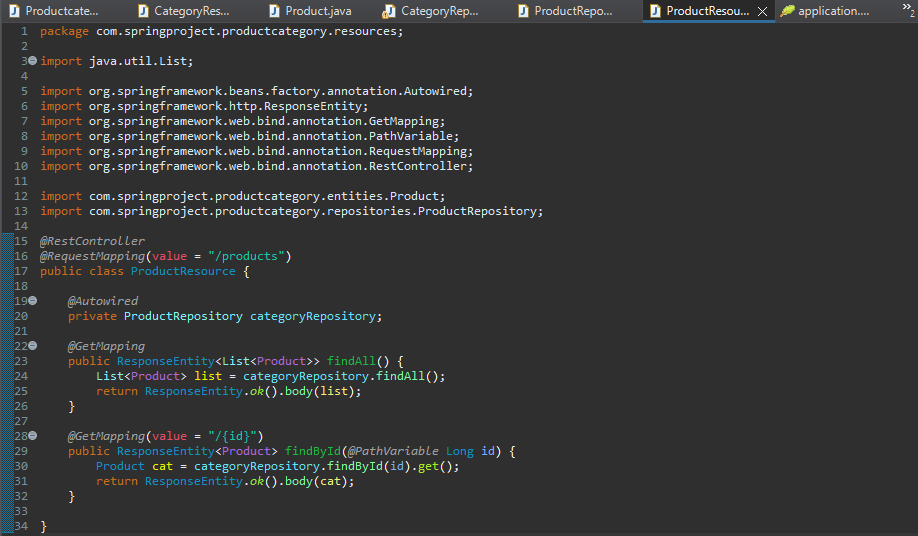 Productcate...
CategoryRes...
Product.java
CategoryRep...
ProductRepo...
ProductResou...
application....
»2
1 package com.springproject.productcategory.resources;
2
3 import java.util.List;
4
5 import org.springframework.beans.factory.annotation.Autowired;
6 import org.springframework.http.ResponseEntity;
7 import org.springframework.web.bind.annotation.GetMapping;
8 import org.springframework.web.bind.annotation.PathVariable;
9 import org.springframework.web.bind.annotation.RequestMapping;
10 import org.springframework.web.bind.annotation.RestController;
11
12 import com.springproject.productcategory.entities.Product;
13 import com.springproject.productcategory.repositories.ProductRepository;
14
15 @RestController
16 @RequestMapping(value = "/products")
17 public class ProductResource {
18
19     @Autowired
20     private ProductRepository categoryRepository;
21
22     @GetMapping
23     public ResponseEntity<List<Product>> findAll() {
24         List<Product> list = categoryRepository.findAll();
25         return ResponseEntity.ok().body(list);
26     }
27
28     @GetMapping(value = "/{id}")
29     public ResponseEntity<Product> findById(@PathVariable Long id) {
30         Product cat = categoryRepository.findById(id).get();
31         return ResponseEntity.ok().body(cat);
32     }
33
34 }